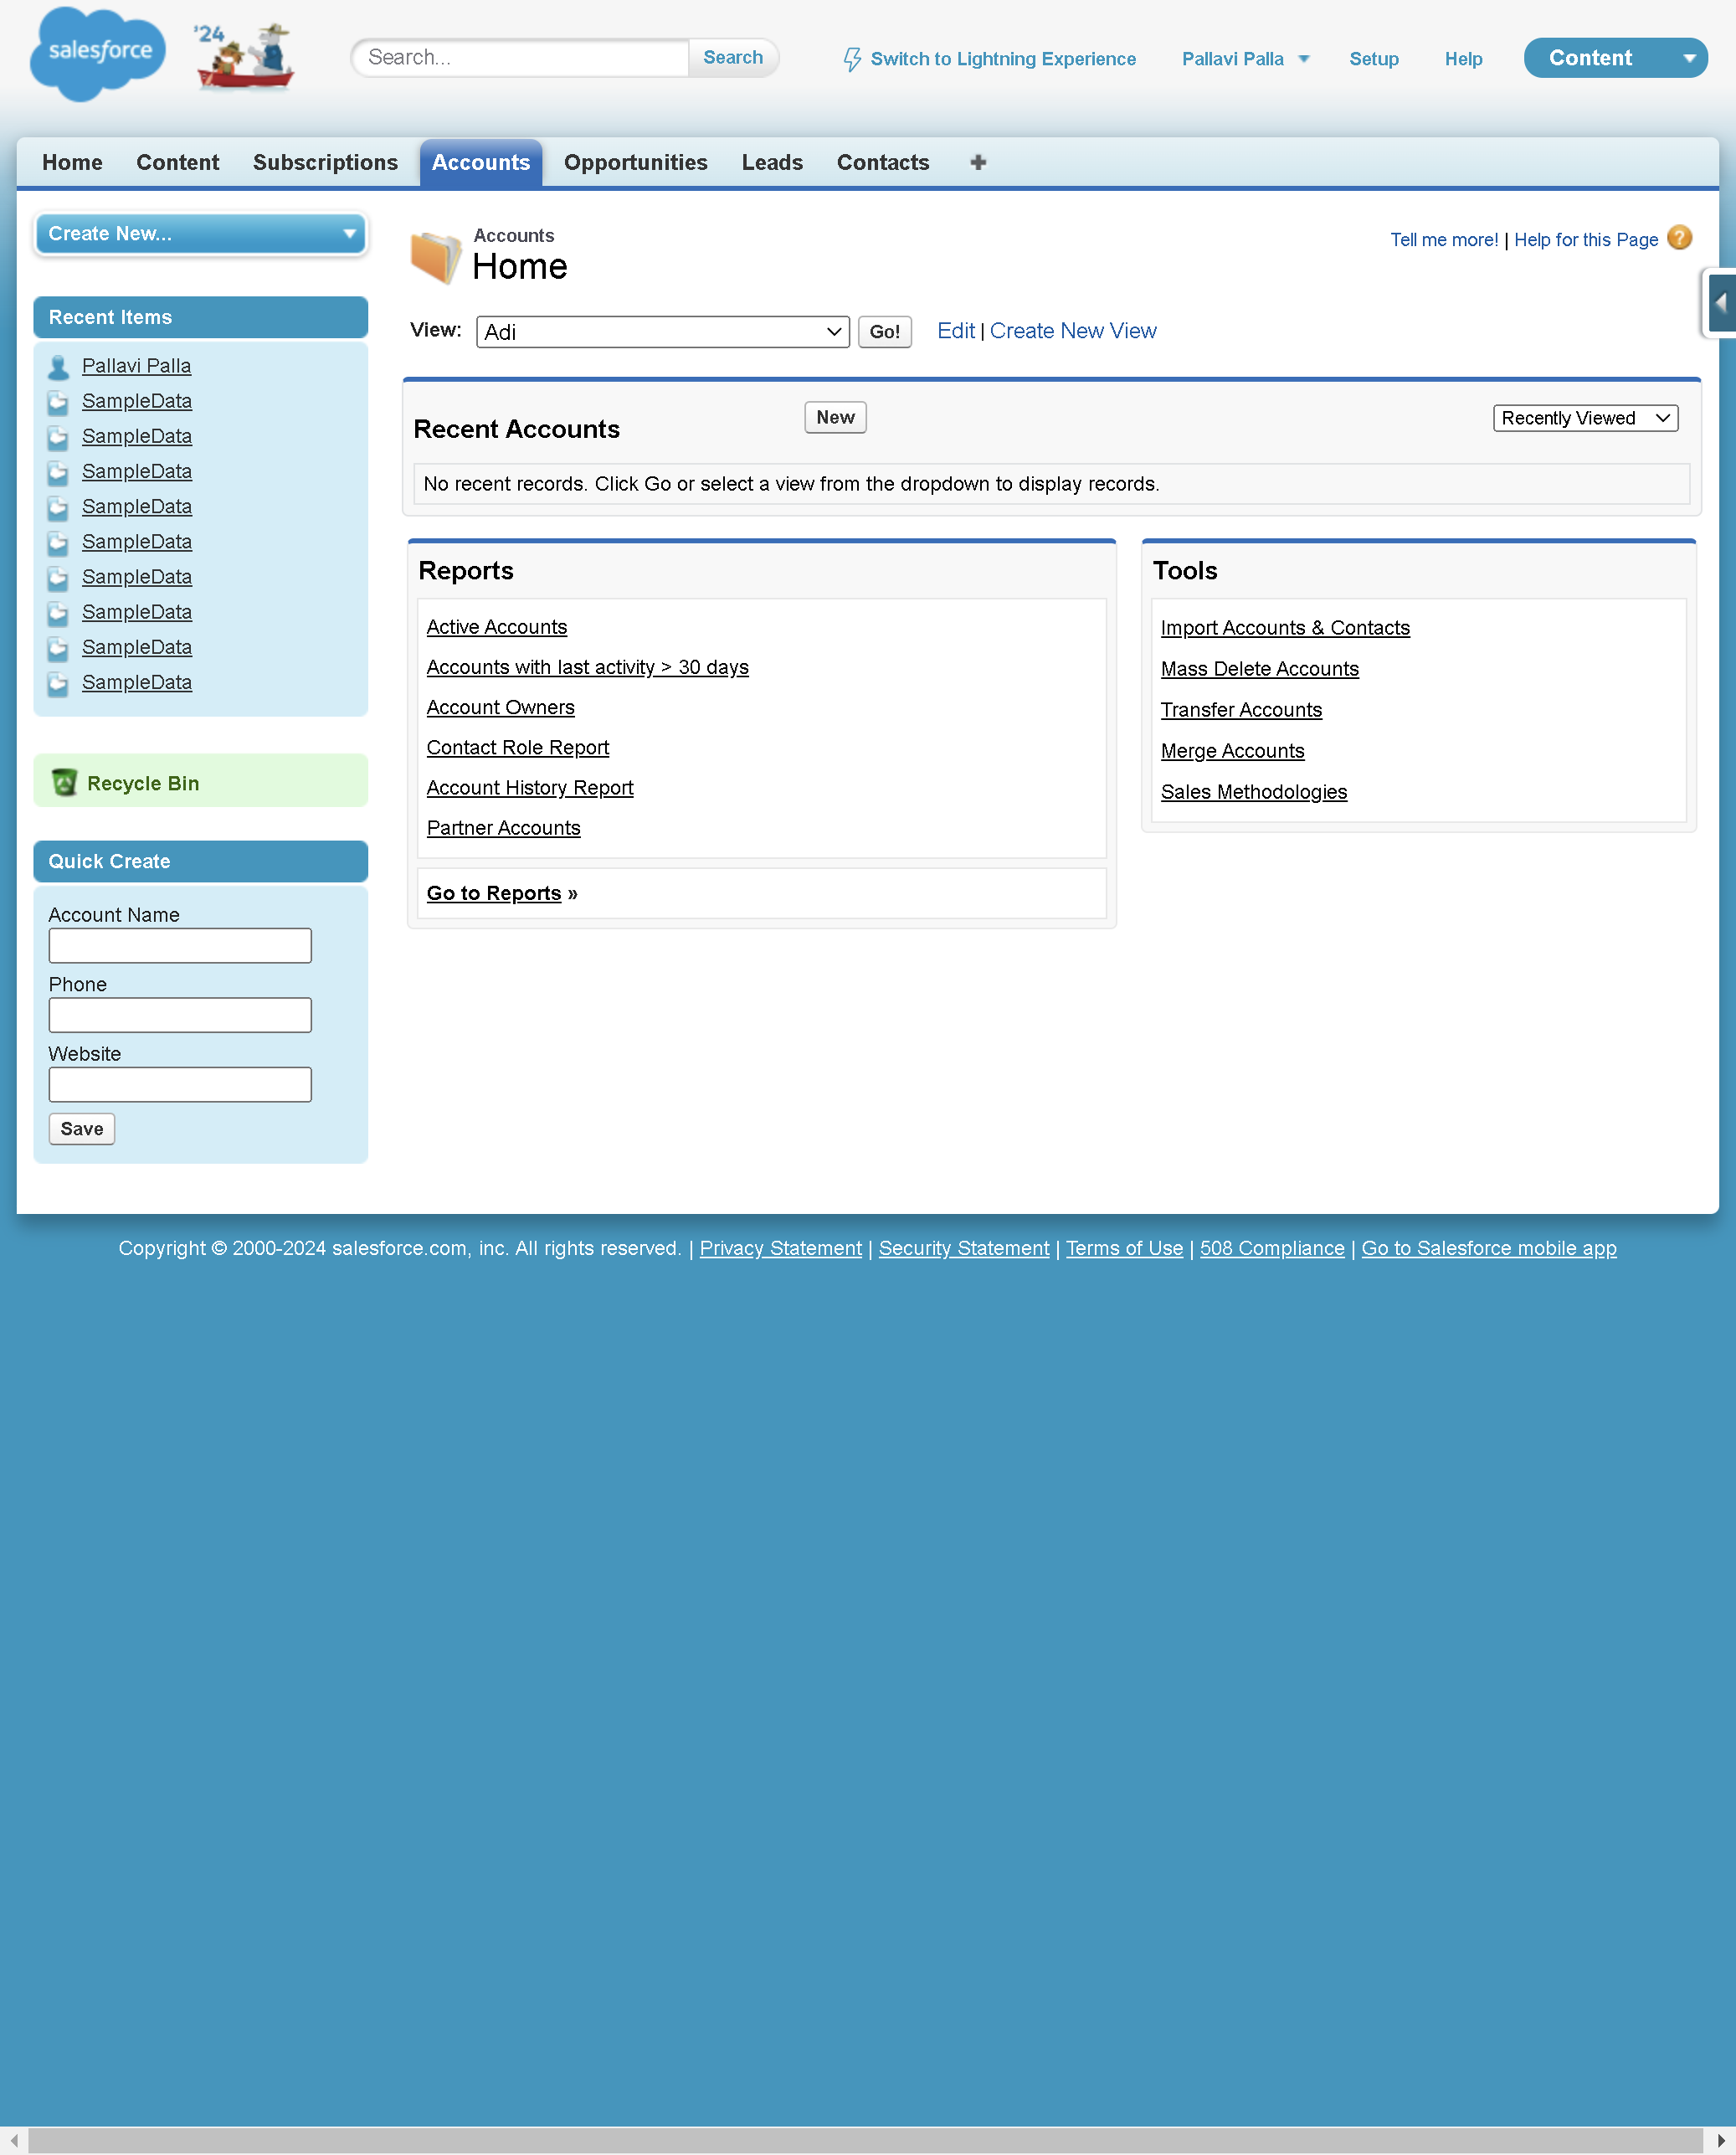 salesforce
'24
Search...
Search
Switch to Lightning Experience
Pallavi Palla
Setup
Help
Content
Home
Content
Subscriptions
Accounts
Opportunities
Leads
Contacts
Create New...
Accounts
Home
Tell me more! | Help for this Page
?
View:
Adi
Go!
Edit | Create New View
Recent Items
Pallavi Palla
SampleData
SampleData
SampleData
SampleData
SampleData
SampleData
SampleData
SampleData
SampleData
Recycle Bin
Quick Create
Account Name
Phone
Website
Save
Recent Accounts
New
Recently Viewed
No recent records. Click Go or select a view from the dropdown to display records.
Reports
Active Accounts
Accounts with last activity > 30 days
Account Owners
Contact Role Report
Account History Report
Partner Accounts
Go to Reports »
Tools
Import Accounts & Contacts
Mass Delete Accounts
Transfer Accounts
Merge Accounts
Sales Methodologies
Copyright © 2000-2024 salesforce.com, inc. All rights reserved. | Privacy Statement | Security Statement | Terms of Use | 508 Compliance | Go to Salesforce mobile app